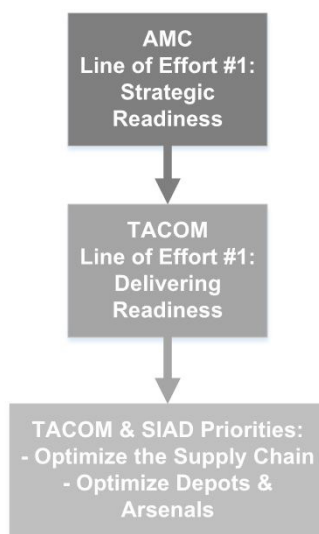 AMC
Line of Effort #1:
Strategic
Readiness
TACOM
Line of Effort #1:
Delivering
Readiness
TACOM & SIAD Priorities:
- Optimize the Supply Chain
- Optimize Depots &
Arsenals